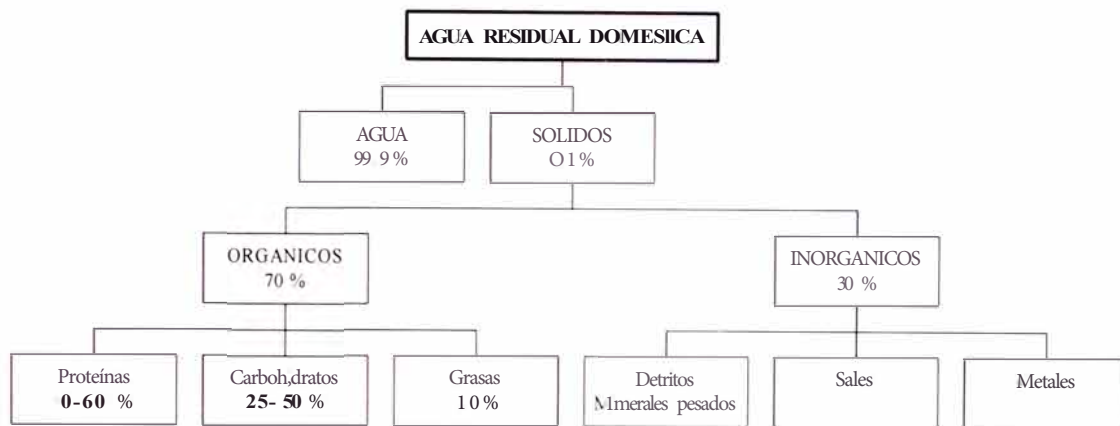 AGUA RESIDUAL DOMESIICA
AGUA
99 9%
SOLIDOS
O1%
ORGANICOS
70 %
INORGANICOS
30 %
Proteínas
0-60 %
Carboh,dratos
25-50 %
Grasas
10%
Detritos
M1merales pesados
Sales
Metales